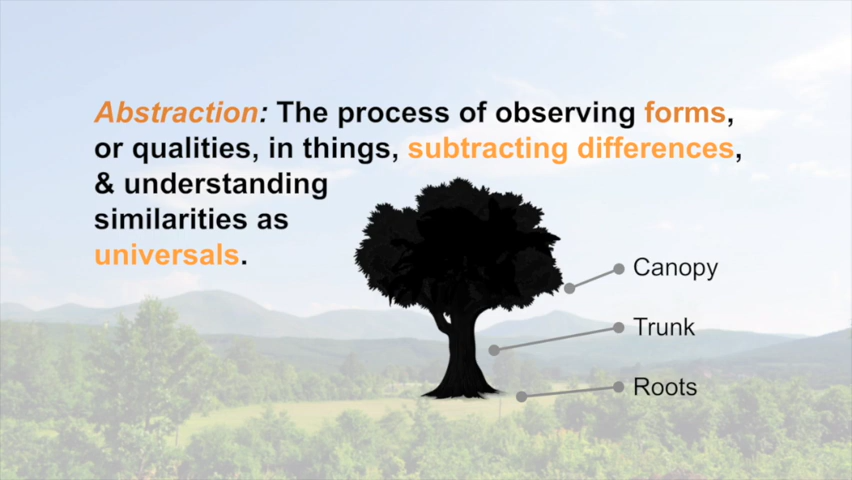 Abstraction: The process of observing forms,
or qualities, in things, subtracting differences,
& understanding
similarities as
universals.
Canopy
Trunk
Roots